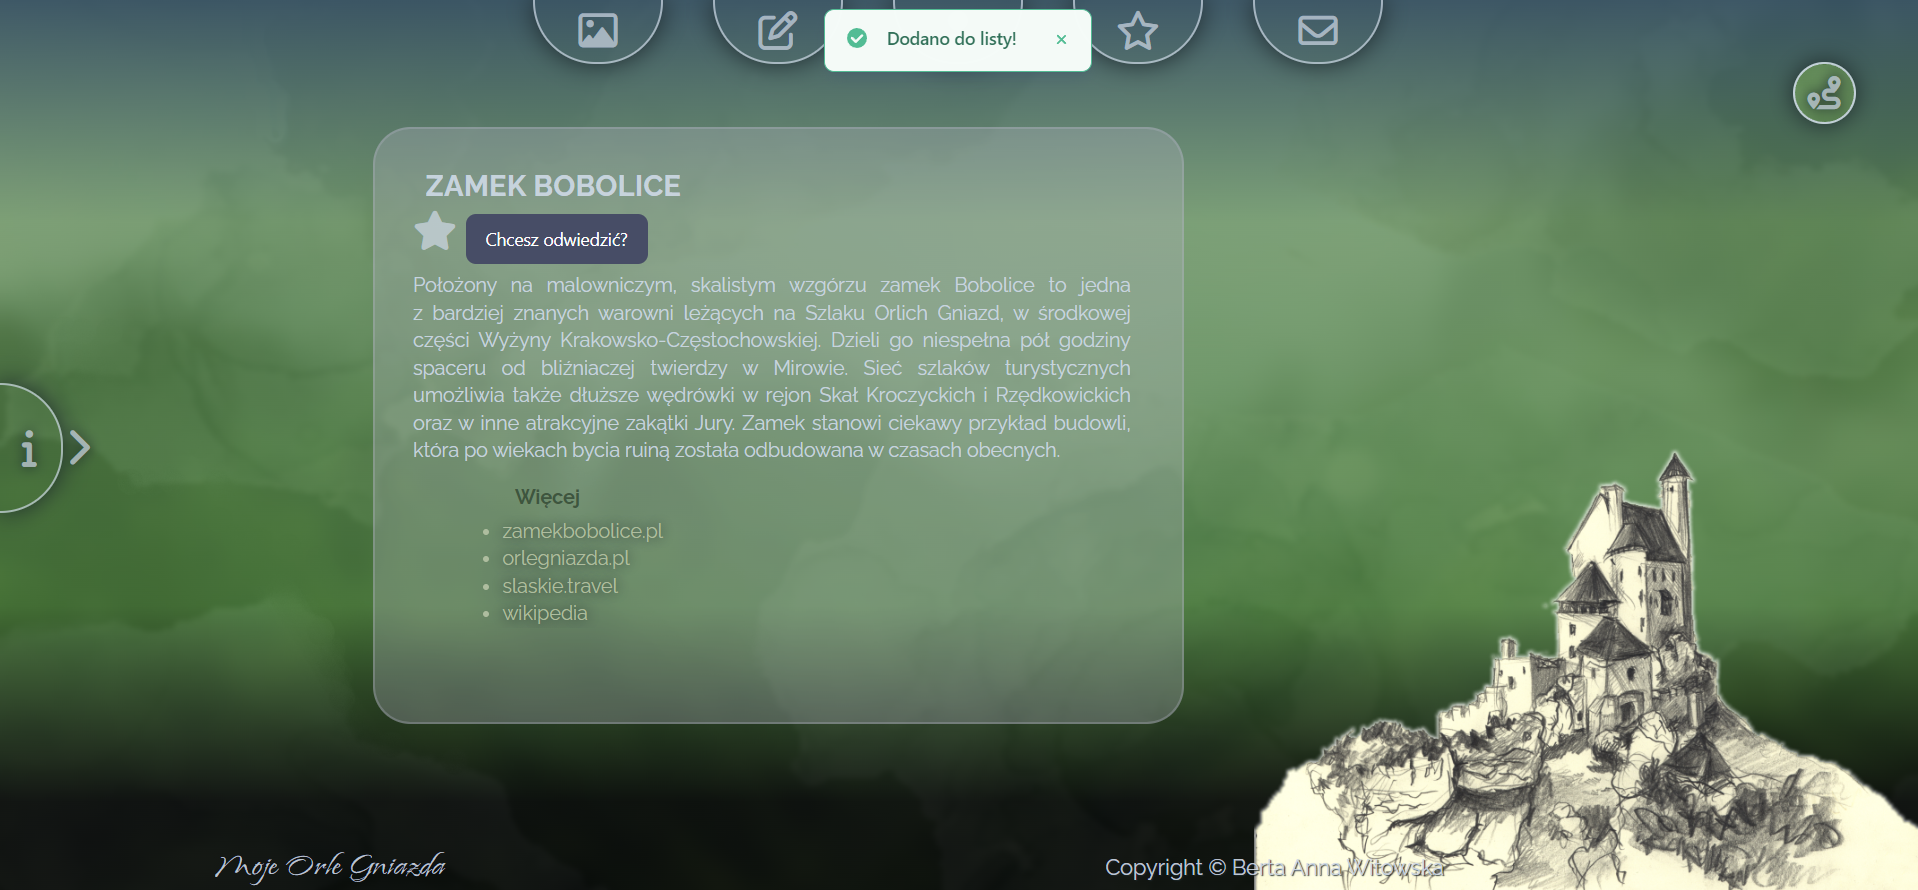 Dodano do listy!
ZAMEK BOBOLICE
Chcesz odwiedzić?
Położony na malowniczym, skalistym wzgórzu zamek Bobolice to jedna
z bardziej znanych warowni leżących na Szlaku Orlich Gniazd, w środkowej
części Wyżyny Krakowsko-Częstochowskiej. Dzieli go niespełna pół godziny
spaceru od bliźniaczej twierdzy w Mirowie. Sieć szlaków turystycznych
umożliwia także dłuższe wędrówki w rejon Skał Kroczyckich i Rzędkowickich
oraz w inne atrakcyjne zakątki Jury. Zamek stanowi ciekawy przykład budowli,
która po wiekach bycia ruiną została odbudowana w czasach obecnych.
Więcej
zamekbobolice.pl
orlegniazda.pl
slaskie.travel
wikipedia
Moje Orle Gniazda
Copyright © Berta Anna Witowska